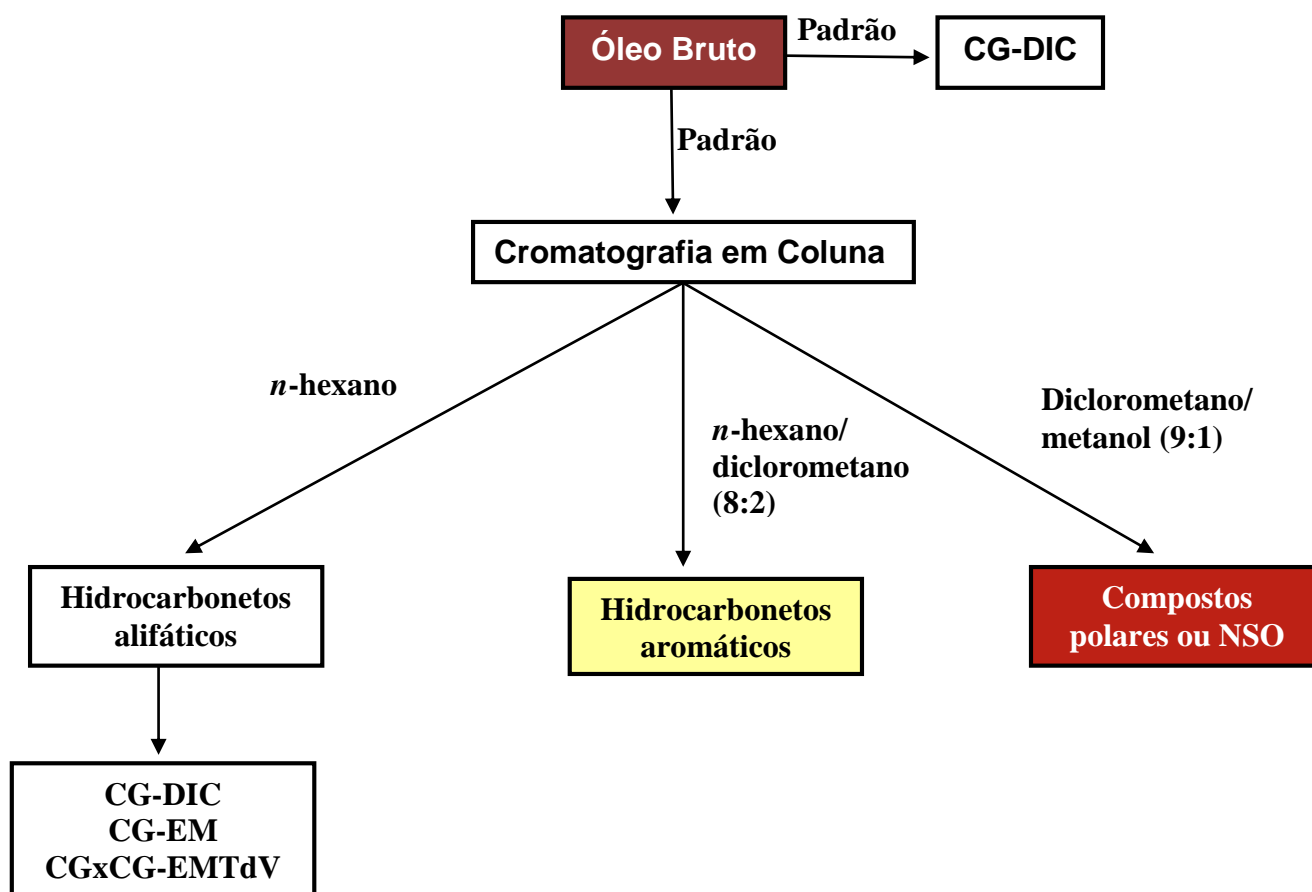 Óleo Bruto
Padrão
CG-DIC
Padrão
Cromatografia em Coluna
n-hexano
n-hexano/
diclorometano
(8:2)
Diclorometano/
metanol (9:1)
Hidrocarbonetos
alifáticos
Hidrocarbonetos
aromáticos
Compostos
polares ou NSO
CG-DIC
CG-EM
CGxCG-EMTdV